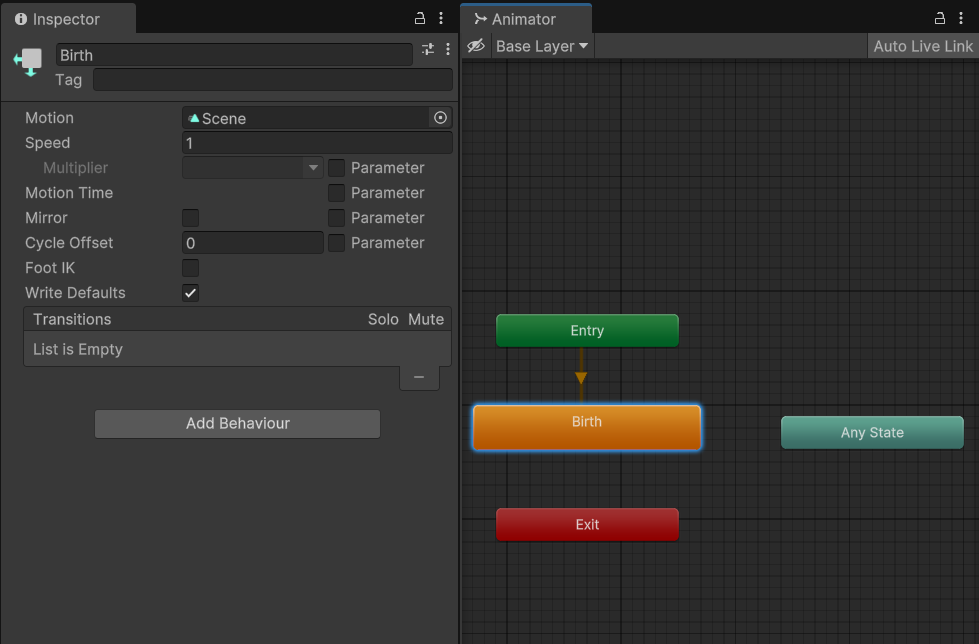 Inspector
Birth
Tag
Motion Scene
Speed 1
Multiplier Parameter
Motion Time Parameter
Mirror Parameter
Cycle Offset 0 Parameter
Foot IK
Write Defaults
Transitions Solo Mute
List is Empty
Add Behaviour
Animator
Base Layer Auto Live Link
Entry
Birth
Any State
Exit